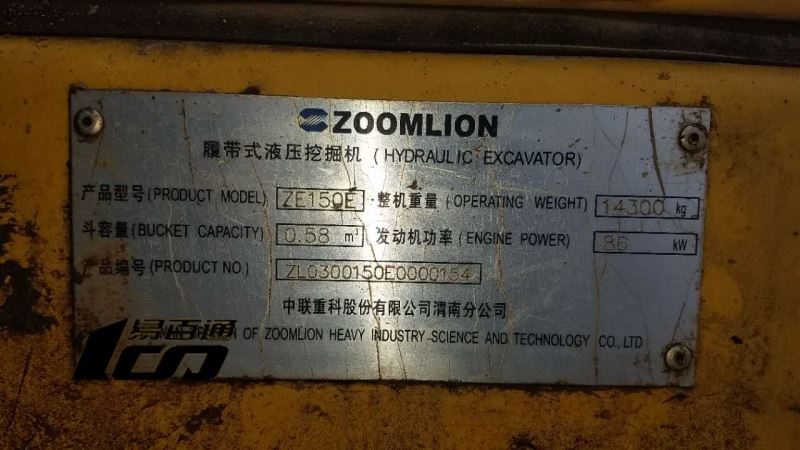 ZOOMLION
履带式液压挖掘机 (HYDRAULIC EXCAVATOR)
产品型号(PRODUCT MODEL) ZE150E 整机重量 (OPERATING WEIGHT) 14300 kg
斗容量(BUCKET CAPACITY) 0.58 m³ 发动机功率(ENGINE POWER) 86 kW
产品编号(PRODUCT NO.) ZL0300150E0000154
中联重科股份有限公司渭南分公司
OF ZOOMLION HEAVY INDUSTRY SCIENCE AND TECHNOLOGY CO., LTD
易百通